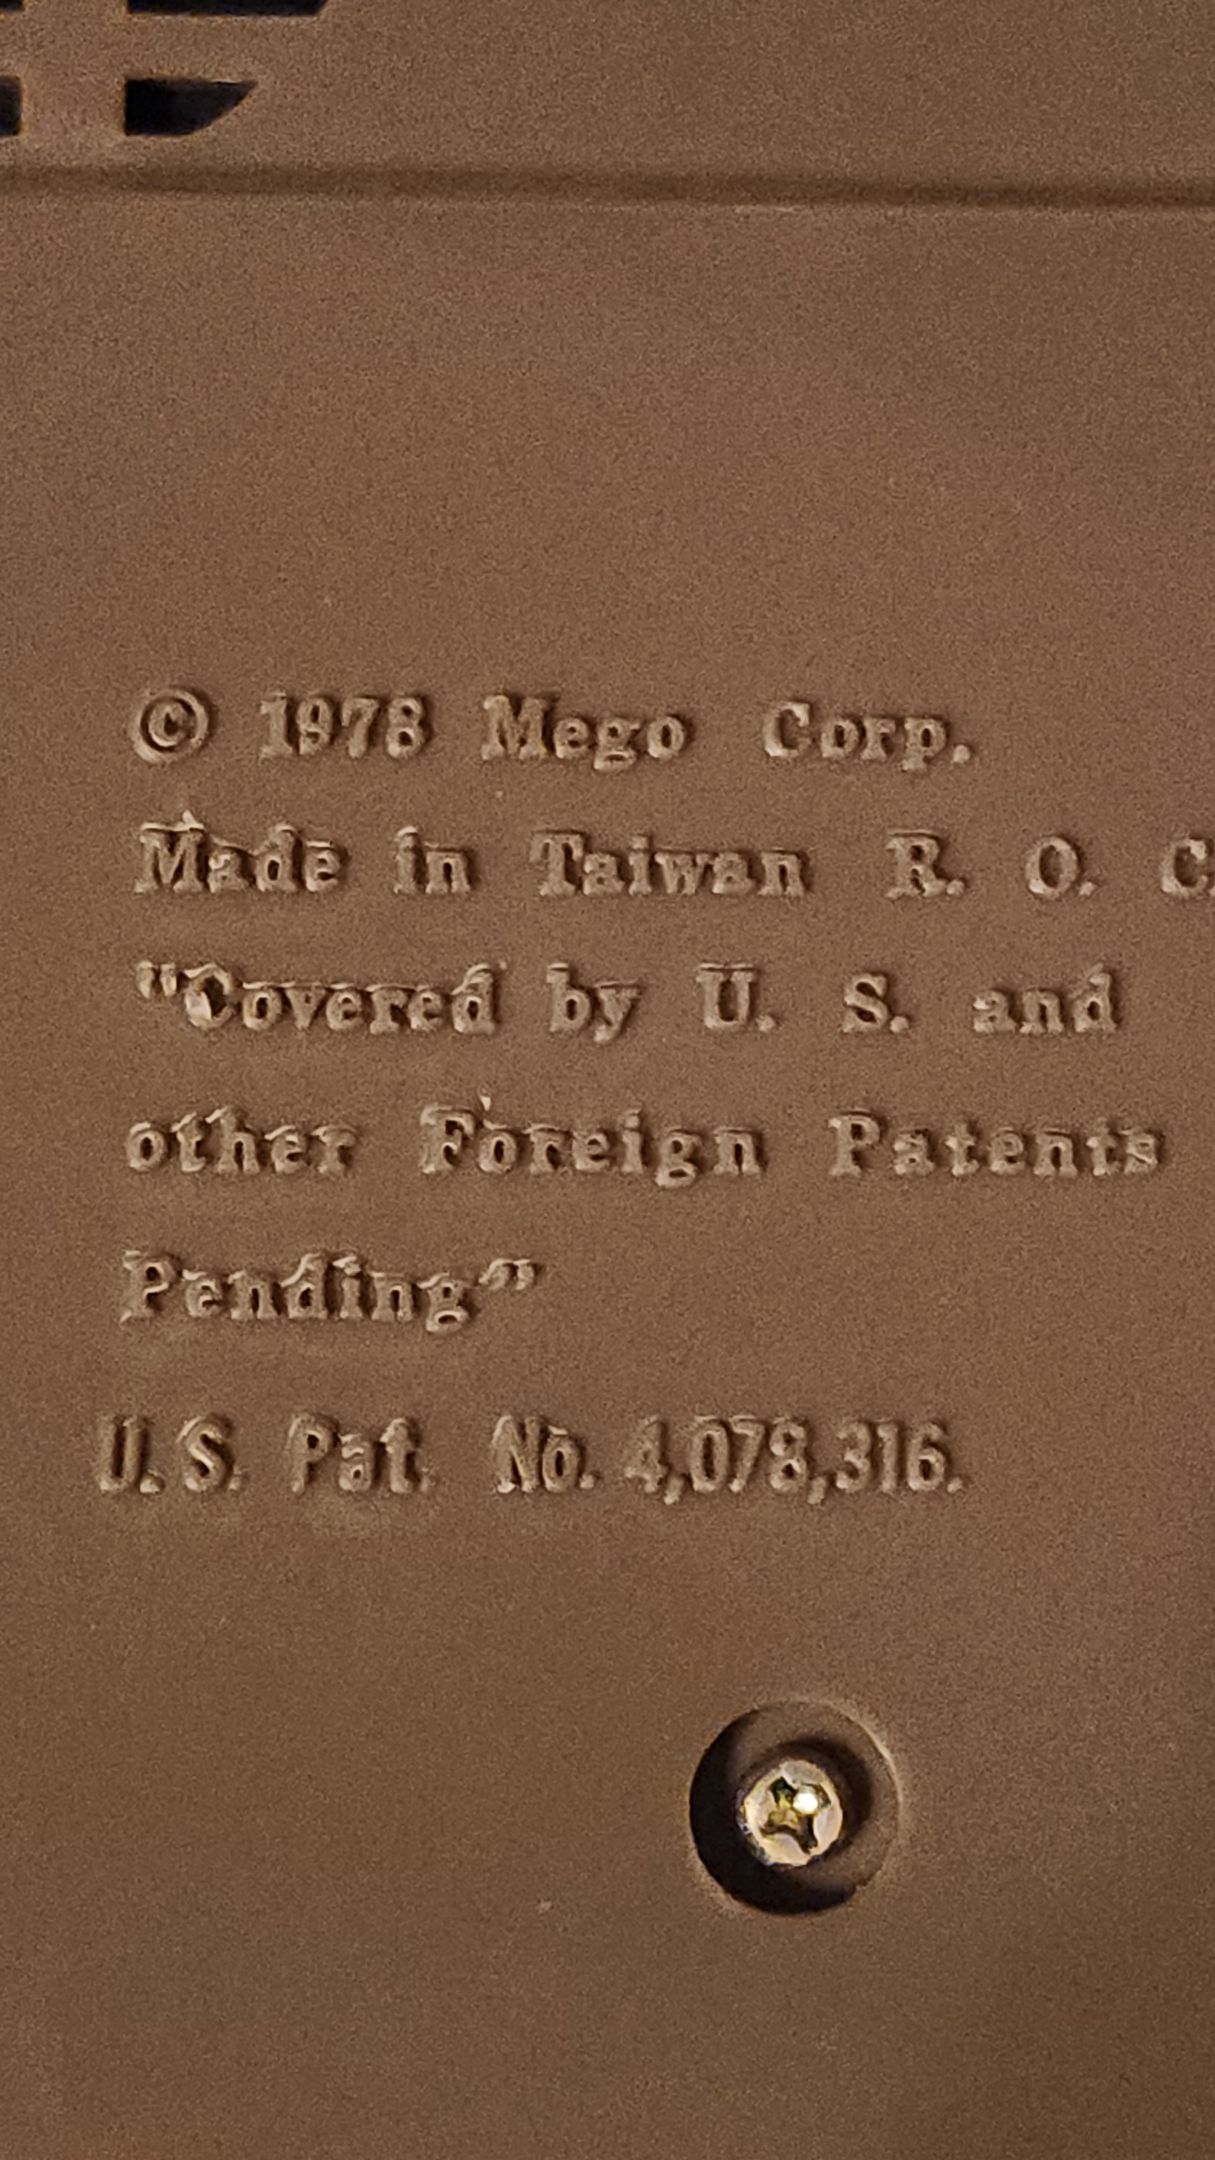 © 1978 Mego Corp.
Made in Taiwan R. O. C.
"Covered by U. S. and
other Foreign Patents
Pending"
U.S. Pat. No. 4,078,316.